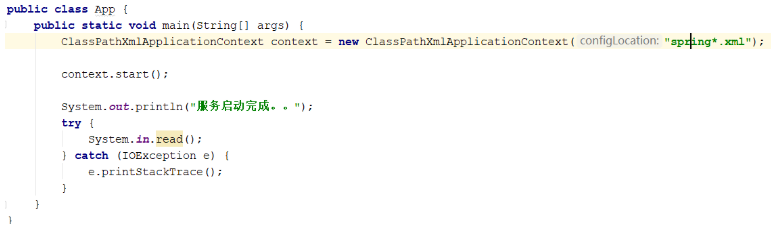 public class App {
public static void main(String[] args) {
ClassPathXmlApplicationContext context = new ClassPathXmlApplicationContext( configLocation: "spring*.xml");
context.start();
System.out.println("服务启动完成。。");
try {
System.in.read();
} catch (IOException e) {
e.printStackTrace();
}
}
}